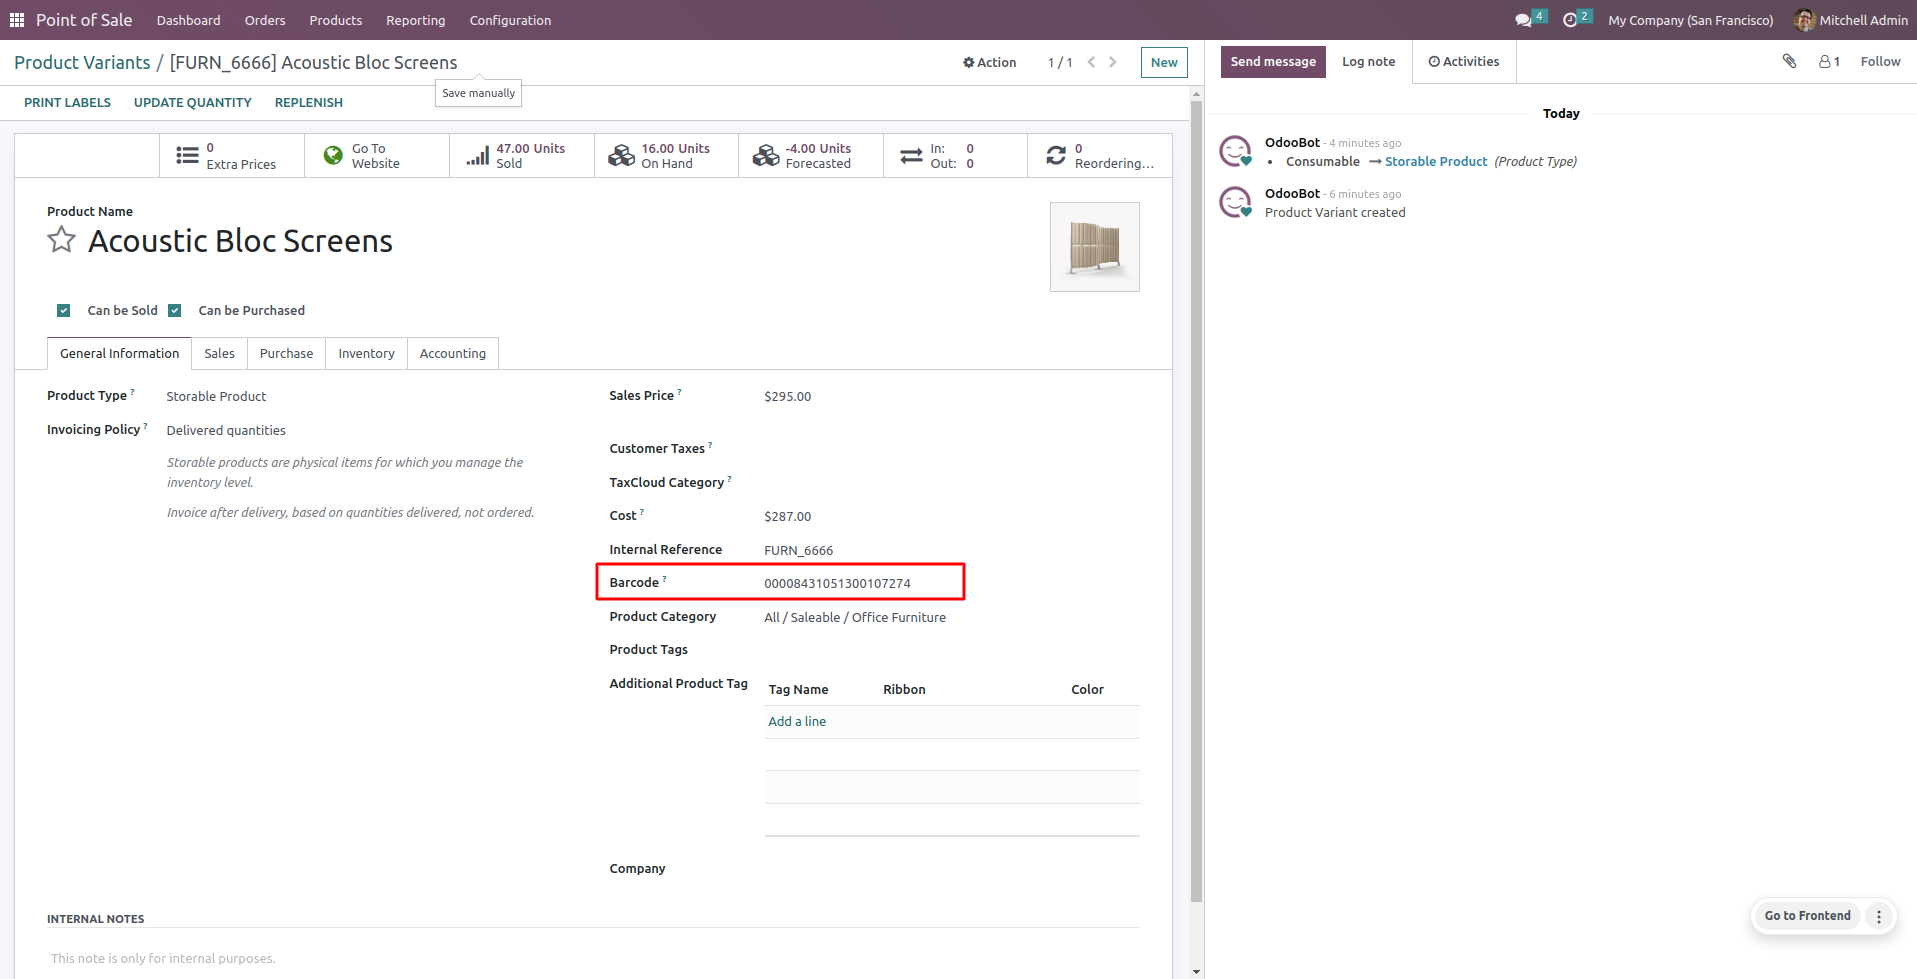 Point of Sale Dashboard Orders Products Reporting Configuration 4 2 My Company (San Francisco) Mitchell Admin
Product Variants / [FURN_6666] Acoustic Bloc Screens Action 1 / 1 New
Save manually
PRINT LABELS UPDATE QUANTITY REPLENISH
0
Extra Prices
Go To
Website
47.00 Units
Sold
16.00 Units
On Hand
-4.00 Units
Forecasted
In: 0
Out: 0
0
Reordering...
Product Name
Acoustic Bloc Screens
Can be Sold Can be Purchased
General Information Sales Purchase Inventory Accounting
Product Type ? Storable Product
Invoicing Policy ? Delivered quantities
Storable products are physical items for which you manage the
inventory level.
Invoice after delivery, based on quantities delivered, not ordered.
Sales Price ? $295.00
Customer Taxes ?
TaxCloud Category ?
Cost ? $287.00
Internal Reference FURN_6666
Barcode ? 00008431051300107274
Product Category All / Saleable / Office Furniture
Product Tags
Additional Product Tag Tag Name Ribbon Color
Add a line
Company
INTERNAL NOTES
This note is only for internal purposes.
Send message Log note Activities 1 Follow
Today
OdooBot - 4 minutes ago
• Consumable → Storable Product (Product Type)
OdooBot - 6 minutes ago
Product Variant created
Go to Frontend